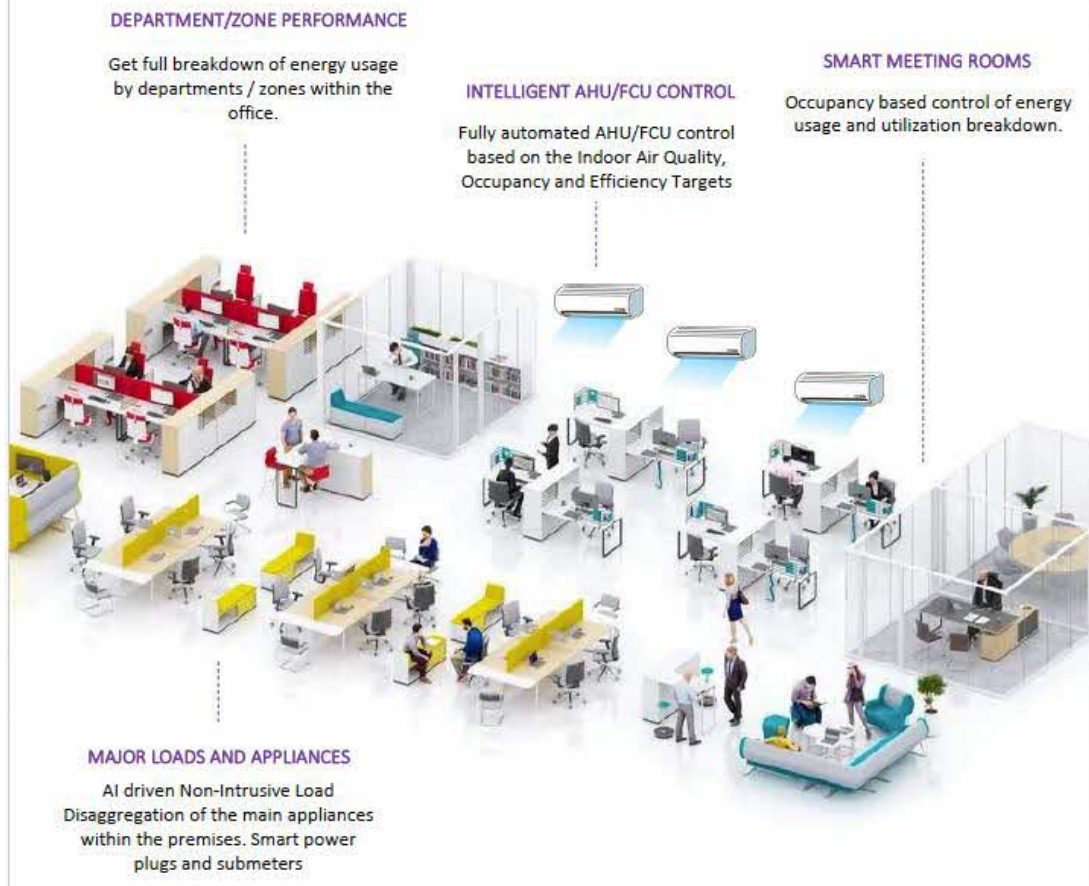 DEPARTMENT/ZONE PERFORMANCE
Get full breakdown of energy usage
by departments / zones within the
office.
INTELLIGENT AHU/FCU CONTROL
Fully automated AHU/FCU control
based on the Indoor Air Quality,
Occupancy and Efficiency Targets
SMART MEETING ROOMS
Occupancy based control of energy
usage and utilization breakdown.
MAJOR LOADS AND APPLIANCES
AI driven Non-Intrusive Load
Disaggregation of the main appliances
within the premises. Smart power
plugs and submeters